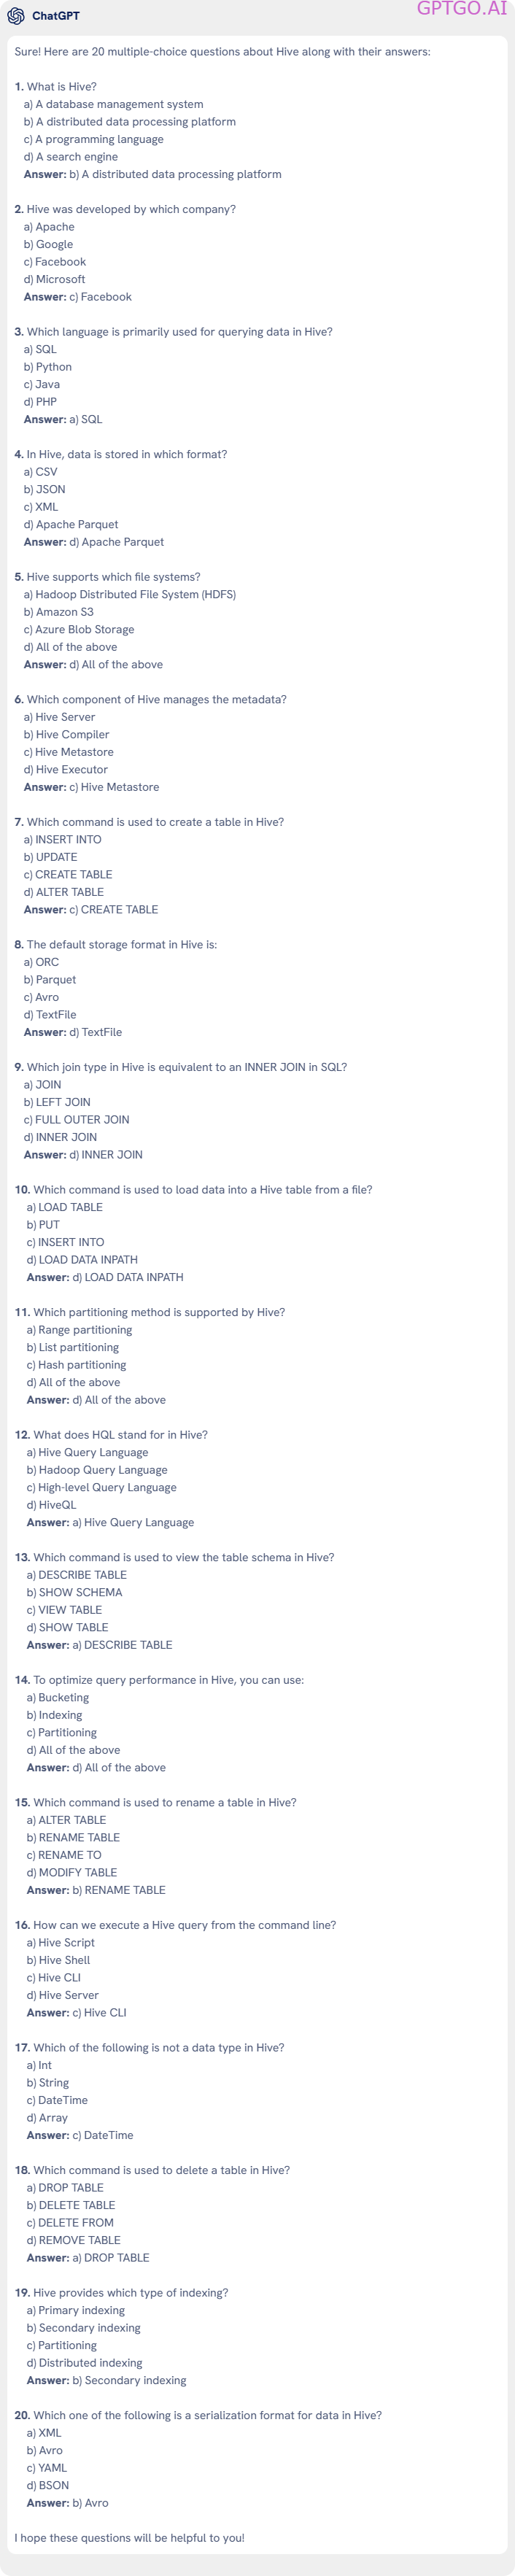 ChatGPT
GPTGO.AI
Sure! Here are 20 multiple-choice questions about Hive along with their answers:
1. What is Hive?
a) A database management system
b) A distributed data processing platform
c) A programming language
d) A search engine
Answer: b) A distributed data processing platform
2. Hive was developed by which company?
a) Apache
b) Google
c) Facebook
d) Microsoft
Answer: c) Facebook
3. Which language is primarily used for querying data in Hive?
a) SQL
b) Python
c) Java
d) PHP
Answer: a) SQL
4. In Hive, data is stored in which format?
a) CSV
b) JSON
c) XML
d) Apache Parquet
Answer: d) Apache Parquet
5. Hive supports which file systems?
a) Hadoop Distributed File System (HDFS)
b) Amazon S3
c) Azure Blob Storage
d) All of the above
Answer: d) All of the above
6. Which component of Hive manages the metadata?
a) Hive Server
b) Hive Compiler
c) Hive Metastore
d) Hive Executor
Answer: c) Hive Metastore
7. Which command is used to create a table in Hive?
a) INSERT INTO
b) UPDATE
c) CREATE TABLE
d) ALTER TABLE
Answer: c) CREATE TABLE
8. The default storage format in Hive is:
a) ORC
b) Parquet
c) Avro
d) TextFile
Answer: d) TextFile
9. Which join type in Hive is equivalent to an INNER JOIN in SQL?
a) JOIN
b) LEFT JOIN
c) FULL OUTER JOIN
d) INNER JOIN
Answer: d) INNER JOIN
10. Which command is used to load data into a Hive table from a file?
a) LOAD TABLE
b) PUT
c) INSERT INTO
d) LOAD DATA INPATH
Answer: d) LOAD DATA INPATH
11. Which partitioning method is supported by Hive?
a) Range partitioning
b) List partitioning
c) Hash partitioning
d) All of the above
Answer: d) All of the above
12. What does HQL stand for in Hive?
a) Hive Query Language
b) Hadoop Query Language
c) High-level Query Language
d) HiveQL
Answer: a) Hive Query Language
13. Which command is used to view the table schema in Hive?
a) DESCRIBE TABLE
b) SHOW SCHEMA
c) VIEW TABLE
d) SHOW TABLE
Answer: a) DESCRIBE TABLE
14. To optimize query performance in Hive, you can use:
a) Bucketing
b) Indexing
c) Partitioning
d) All of the above
Answer: d) All of the above
15. Which command is used to rename a table in Hive?
a) ALTER TABLE
b) RENAME TABLE
c) RENAME TO
d) MODIFY TABLE
Answer: b) RENAME TABLE
16. How can we execute a Hive query from the command line?
a) Hive Script
b) Hive Shell
c) Hive CLI
d) Hive Server
Answer: c) Hive CLI
17. Which of the following is not a data type in Hive?
a) Int
b) String
c) DateTime
d) Array
Answer: c) DateTime
18. Which command is used to delete a table in Hive?
a) DROP TABLE
b) DELETE TABLE
c) DELETE FROM
d) REMOVE TABLE
Answer: a) DROP TABLE
19. Hive provides which type of indexing?
a) Primary indexing
b) Secondary indexing
c) Partitioning
d) Distributed indexing
Answer: b) Secondary indexing
20. Which one of the following is a serialization format for data in Hive?
a) XML
b) Avro
c) YAML
d) BSON
Answer: b) Avro
I hope these questions will be helpful to you!